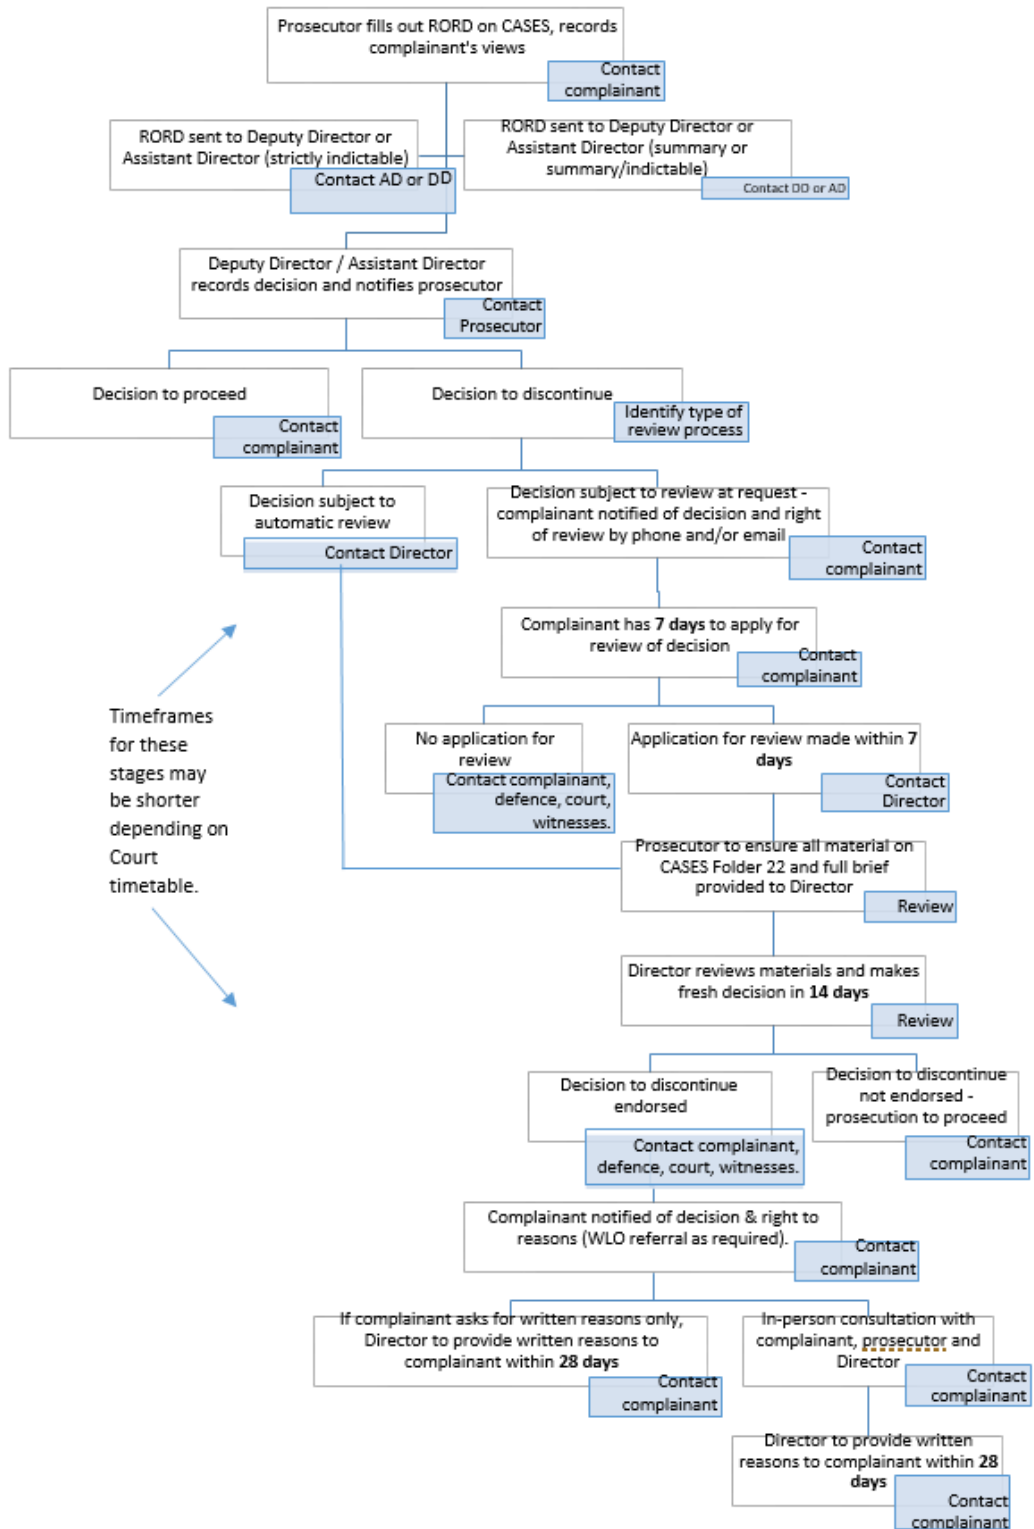 Prosecutor fills out RORD on CASES, records
complainant's views
Contact
complainant
RORD sent to Deputy Director or
Assistant Director (strictly indictable)
Contact AD or DD
RORD sent to Deputy Director or
Assistant Director (summary or
summary/indictable)
Contact DD or AD
Deputy Director / Assistant Director
records decision and notifies prosecutor
Contact
Prosecutor
Decision to proceed
Contact
complainant
Decision to discontinue
Identify type of
review process
Decision subject to
automatic review
Contact Director
Decision subject to review at request -
complainant notified of decision and right
of review by phone and/or email
Contact
complainant
Complainant has 7 days to apply for
review of decision
Contact
complainant
Timeframes
for these
stages may
be shorter
depending on
Court
timetable.
No application for
review
Contact complainant,
defence, court,
witnesses.
Application for review made within 7
days
Contact
Director
Prosecutor to ensure all material on
CASES Folder 22 and full brief
provided to Director
Review
Director reviews materials and makes
fresh decision in 14 days
Review
Decision to discontinue
endorsed
Contact complainant,
defence, court, witnesses.
Decision to discontinue
not endorsed -
prosecution to proceed
Contact
complainant
Complainant notified of decision & right to
reasons (WLO referral as required).
Contact
complainant
If complainant asks for written reasons only,
Director to provide written reasons to
complainant within 28 days
Contact
complainant
In-person consultation with
complainant, prosecutor and
Director
Contact
complainant
Director to provide written
reasons to complainant within 28
days
Contact
complainant